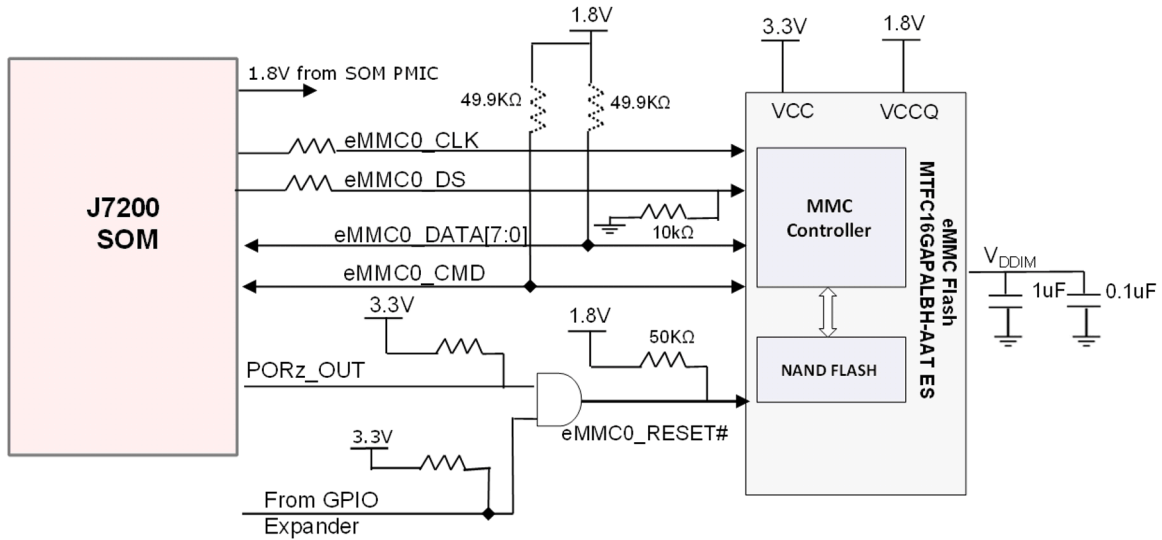 1.8V
3.3V
1.8V
1.8V from SOM PMIC
49.9KΩ
49.9KΩ
VCC
VCCQ
eMMC0_CLK
eMMC0_DS
J7200
SOM
MMC
Controller
10kΩ
eMMC0_DATA[7:0]
eMMC0_CMD
eMMC Flash
MTFC16GAPALBH-AAT ES
VDDIM
1uF
0.1uF
3.3V
1.8V
50KΩ
PORz_OUT
NAND FLASH
eMMC0_RESET#
3.3V
From GPIO
Expander